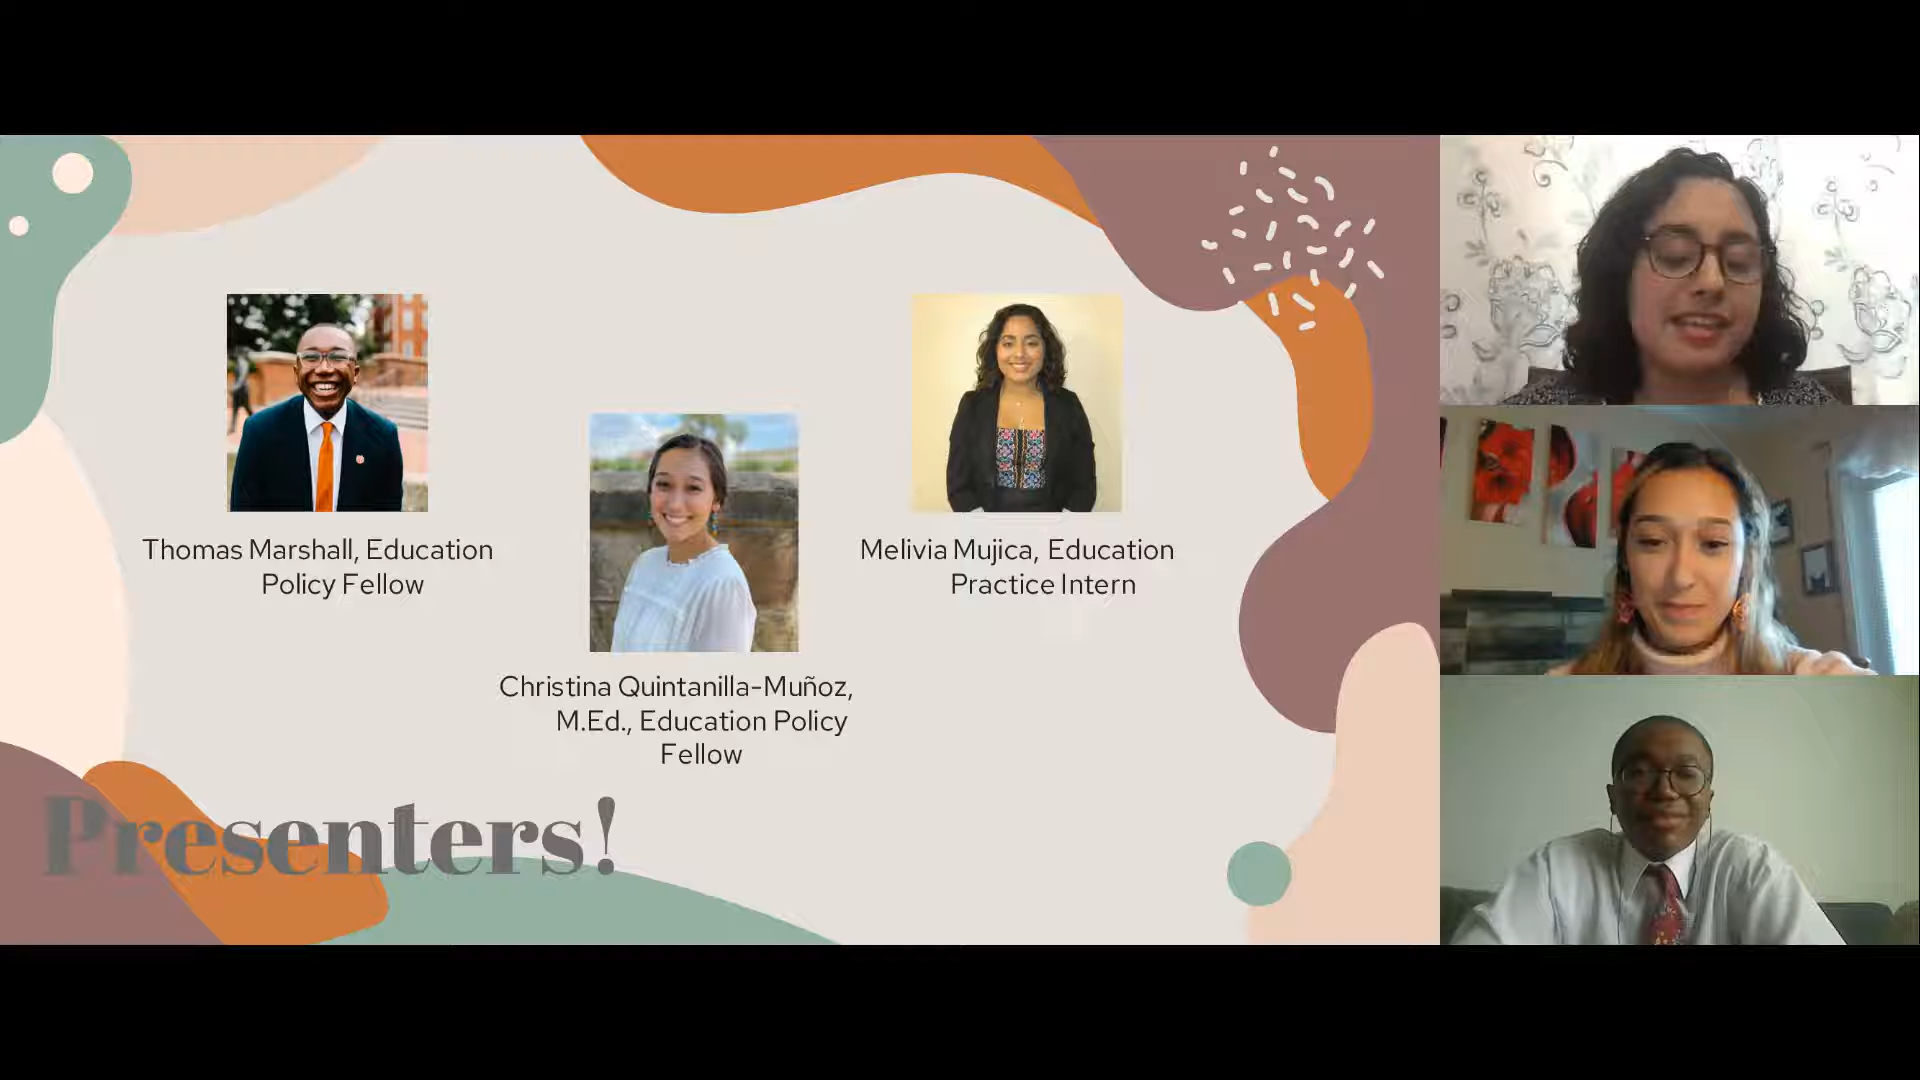 Thomas Marshall, Education
Policy Fellow
Melivia Mujica, Education
Practice Intern
Christina Quintanilla-Muñoz,
M.Ed., Education Policy
Fellow
Presenters!